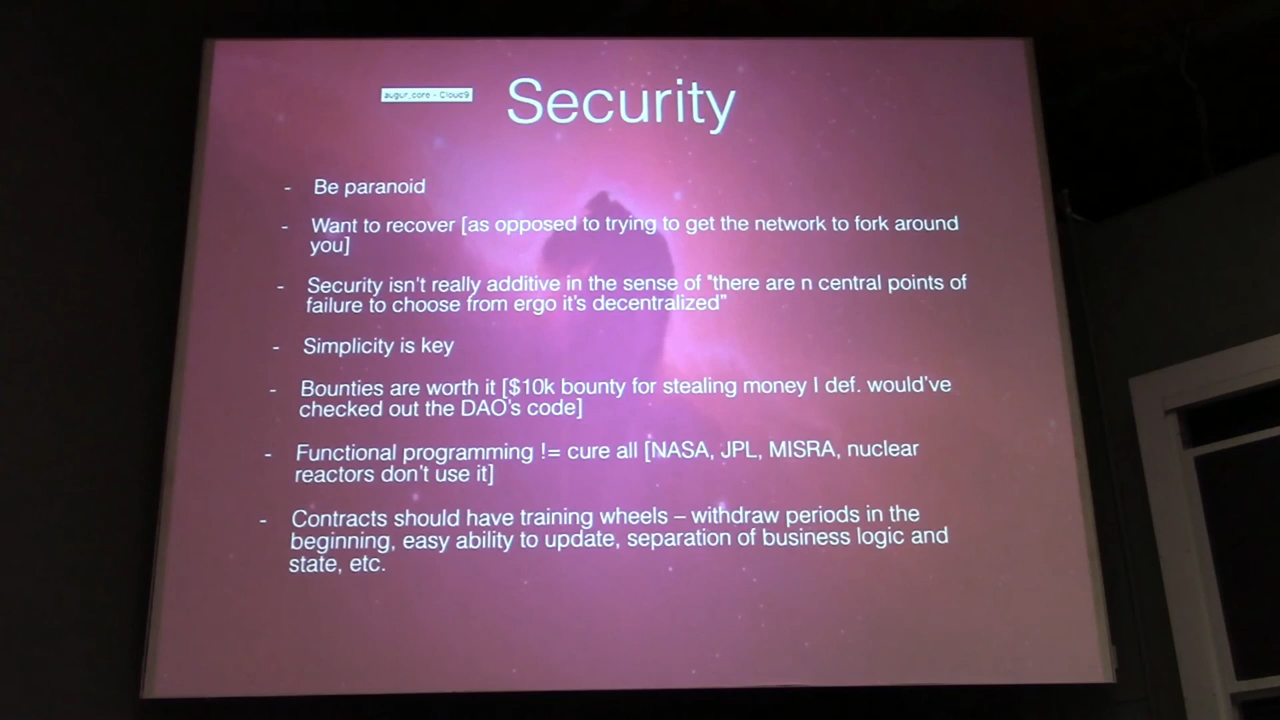 augur_core - Cloud9
Security
- Be paranoid
- Want to recover [as opposed to trying to get the network to fork around
you]
- Security isn't really additive in the sense of "there are n central points of
failure to choose from ergo it's decentralized"
- Simplicity is key
- Bounties are worth it [$10k bounty for stealing money I def. would've
checked out the DAO's code]
- Functional programming != cure all [NASA, JPL, MISRA, nuclear
reactors don't use it]
- Contracts should have training wheels – withdraw periods in the
beginning, easy ability to update, separation of business logic and
state, etc.